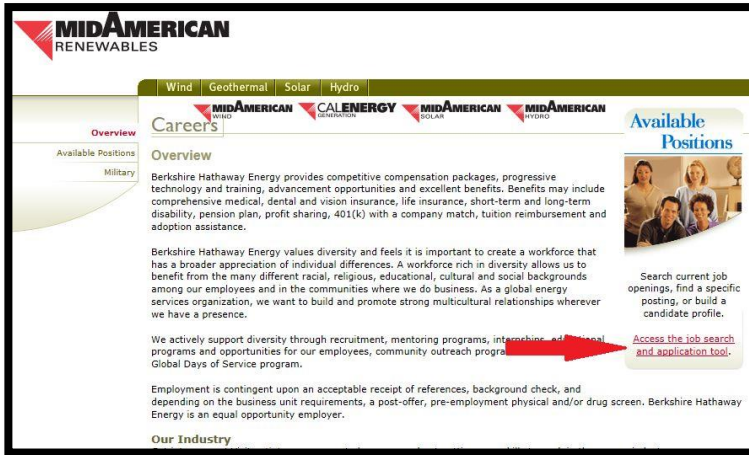 MIDAMERICAN
RENEWABLES
Wind Geothermal Solar Hydro
MIDAMERICAN
WIND
CALENERGY
GENERATION
MIDAMERICAN
SOLAR
MIDAMERICAN
HYDRO
Overview
Available Positions
Military
Careers
Overview
Berkshire Hathaway Energy provides competitive compensation packages, progressive
technology and training, advancement opportunities and excellent benefits. Benefits may include
comprehensive medical, dental and vision insurance, life insurance, short-term and long-term
disability, pension plan, profit sharing, 401(k) with a company match, tuition reimbursement and
adoption assistance.
Berkshire Hathaway Energy values diversity and feels it is important to create a workforce that
has a broader appreciation of individual differences. A workforce rich in diversity allows us to
benefit from the many different racial, religious, educational, cultural and social backgrounds
among our employees and in the communities where we do business. As a global energy
services organization, we want to build and promote strong multicultural relationships wherever
we have a presence.
We actively support diversity through recruitment, mentoring programs, internships, educational
programs and opportunities for our employees, community outreach
Global Days of Service program.
Employment is contingent upon an acceptable receipt of references, background check, and
depending on the business unit requirements, a post-offer, pre-employment physical and/or drug screen. Berkshire Hathaway
Energy is an equal opportunity employer.
Our Industry
Available
Positions
Search current job
openings, find a specific
posting, or build a
candidate profile.
Access the job search
and application tool.